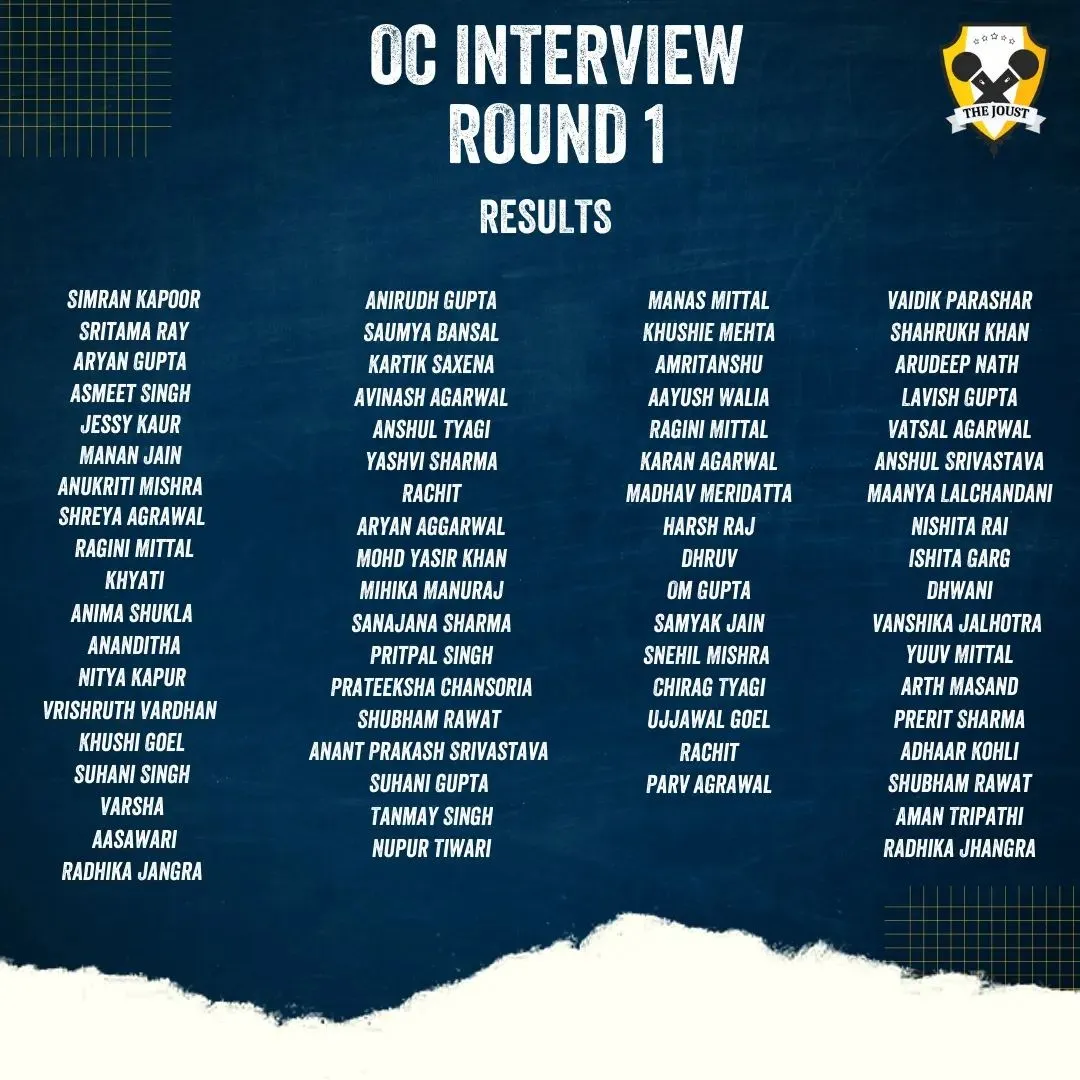 OC INTERVIEW
ROUND 1
THE JOUST
RESULTS
SIMRAN KAPOOR
SRITAMA RAY
ARYAN GUPTA
ASMEET SINGH
JESSY KAUR
MANAN JAIN
ANUKRITI MISHRA
SHREYA AGRAWAL
RAGINI MITTAL
KHYATI
ANIMA SHUKLA
ANANDITHA
NITYA KAPUR
VRISHRUTH VARDHAN
KHUSHI GOEL
SUHANI SINGH
VARSHA
AASAWARI
RADHIKA JANGRA
ANIRUDH GUPTA
SAUMYA BANSAL
KARTIK SAXENA
AVINASH AGARWAL
ANSHUL TYAGI
YASHVI SHARMA
RACHIT
ARYAN AGGARWAL
MOHD YASIR KHAN
MIHIKA MANURAJ
SANAJANA SHARMA
PRITPAL SINGH
PRATEEKSHA CHANSORIA
SHUBHAM RAWAT
ANANT PRAKASH SRIVASTAVA
SUHANI GUPTA
TANMAY SINGH
NUPUR TIWARI
MANAS MITTAL
KHUSHIE MEHTA
AMRITANSHU
AAYUSH WALIA
RAGINI MITTAL
KARAN AGARWAL
MADHAV MERIDATTA
HARSH RAJ
DHRUV
OM GUPTA
SAMYAK JAIN
SNEHIL MISHRA
CHIRAG TYAGI
UJJAWAL GOEL
RACHIT
PARV AGRAWAL
VAIDIK PARASHAR
SHAHRUKH KHAN
ARUDEEP NATH
LAVISH GUPTA
VATSAL AGARWAL
ANSHUL SRIVASTAVA
MAANYA LALCHANDANI
NISHITA RAI
ISHITA GARG
DHWANI
VANSHIKA JALHOTRA
YUUV MITTAL
ARTH MASAND
PRERIT SHARMA
ADHAAR KOHLI
SHUBHAM RAWAT
AMAN TRIPATHI
RADHIKA JHANGRA